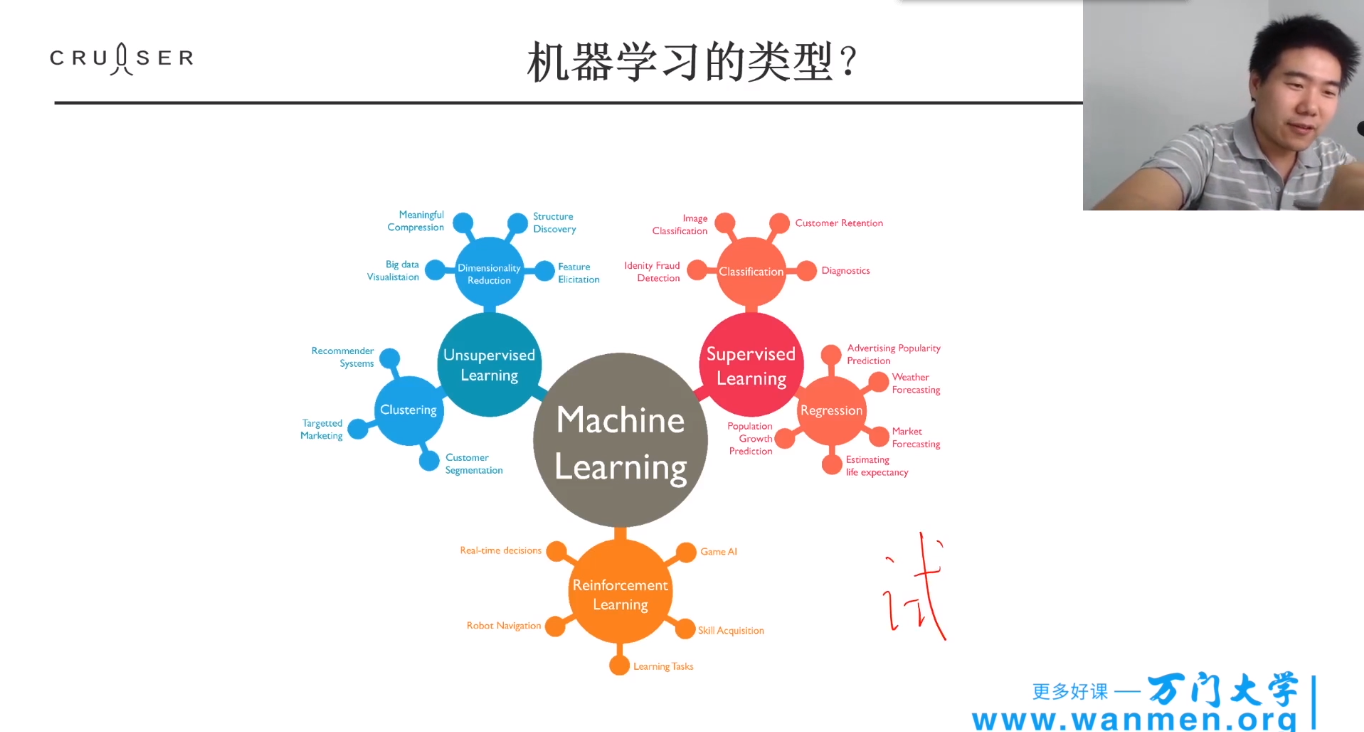 CRUISER
机器学习的类型?
Meaningful
Compression
Structure
Discovery
Big data
Visualistaion
Dimensionality
Reduction
Feature
Elicitation
Unsupervised
Learning
Recommender
Systems
Clustering
Targetted
Marketing
Customer
Segmentation
Machine
Learning
Image
Classification
Customer Retention
Idenity Fraud
Detection
Classification
Diagnostics
Supervised
Learning
Advertising Popularity
Prediction
Weather
Forecasting
Regression
Population
Growth
Prediction
Market
Forecasting
Estimating
life expectancy
Real-time decisions
Game AI
Reinforcement
Learning
Robot Navigation
Skill Acquisition
Learning Tasks
试
更多好课 — 万门大学
www.wanmen.org